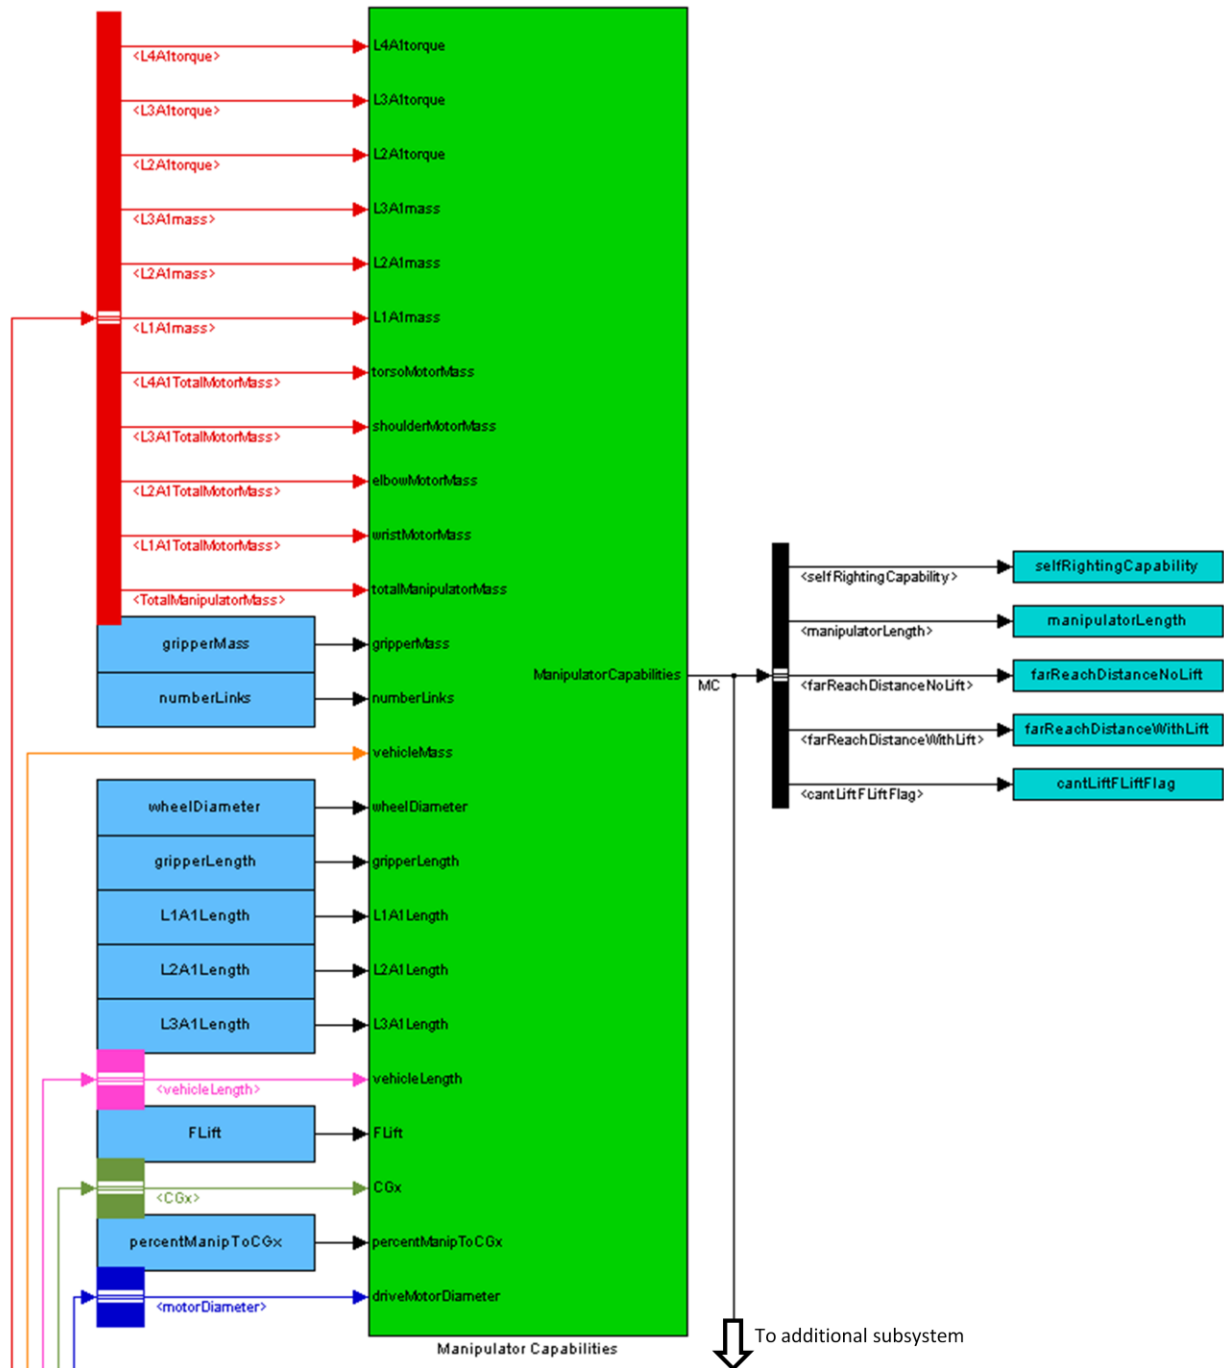 <L4A1torque> L4A1torque
<L3A1torque> L3A1torque
<L2A1torque> L2A1torque
<L3A1mass> L3A1mass
<L2A1mass> L2A1mass
<L1A1mass> L1A1mass
<L4A1TotalMotorMass> torsoMotorMass
<L3A1TotalMotorMass> shoulderMotorMass
<L2A1TotalMotorMass> elbowMotorMass
<L1A1TotalMotorMass> wristMotorMass
<TotalManipulatorMass> totalManipulatorMass
gripperMass gripperMass
numberLinks numberLinks
vehicleMass
wheelDiameter wheelDiameter
gripperLength gripperLength
L1A1Length L1A1Length
L2A1Length L2A1Length
L3A1Length L3A1Length
<vehicleLength> vehicleLength
FLift FLift
<CGx> CGx
percentManipToCGx percentManipToCGx
<motorDiameter> driveMotorDiameter
ManipulatorCapabilities MC
<selfRightingCapability> selfRightingCapability
<manipulatorLength> manipulatorLength
<farReachDistanceNoLift> farReachDistanceNoLift
<farReachDistanceWithLift> farReachDistanceWithLift
<cantLiftFLiftFlag> cantLiftFLiftFlag
To additional subsystem
Manipulator Capabilities